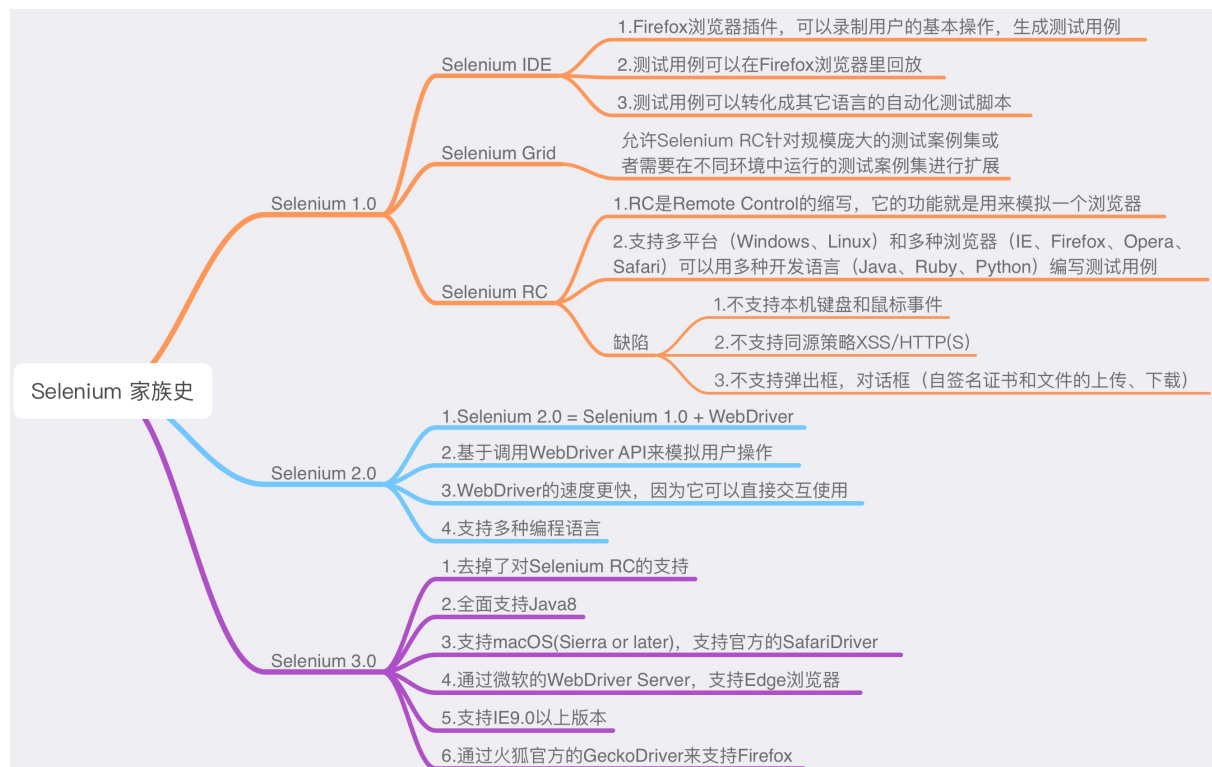 Selenium 家族史
Selenium 1.0
Selenium IDE
1.Firefox浏览器插件，可以录制用户的基本操作，生成测试用例
2.测试用例可以在Firefox浏览器里回放
3.测试用例可以转化成其它语言的自动化测试脚本
Selenium Grid
允许Selenium RC针对规模庞大的测试案例集或
者需要在不同环境中运行的测试案例集进行扩展
Selenium RC
1.RC是Remote Control的缩写，它的功能就是用来模拟一个浏览器
2.支持多平台（Windows、Linux）和多种浏览器（IE、Firefox、Opera、
Safari）可以用多种开发语言（Java、Ruby、Python）编写测试用例
缺陷
1.不支持本机键盘和鼠标事件
2.不支持同源策略XSS/HTTP(S)
3.不支持弹出框，对话框（自签名证书和文件的上传、下载）
Selenium 2.0
1.Selenium 2.0 = Selenium 1.0 + WebDriver
2.基于调用WebDriver API来模拟用户操作
3.WebDriver的速度更快，因为它可以直接交互使用
4.支持多种编程语言
Selenium 3.0
1.去掉了对Selenium RC的支持
2.全面支持Java8
3.支持macOS(Sierra or later)，支持官方的SafariDriver
4.通过微软的WebDriver Server，支持Edge浏览器
5.支持IE9.0以上版本
6.通过火狐官方的GeckoDriver来支持Firefox